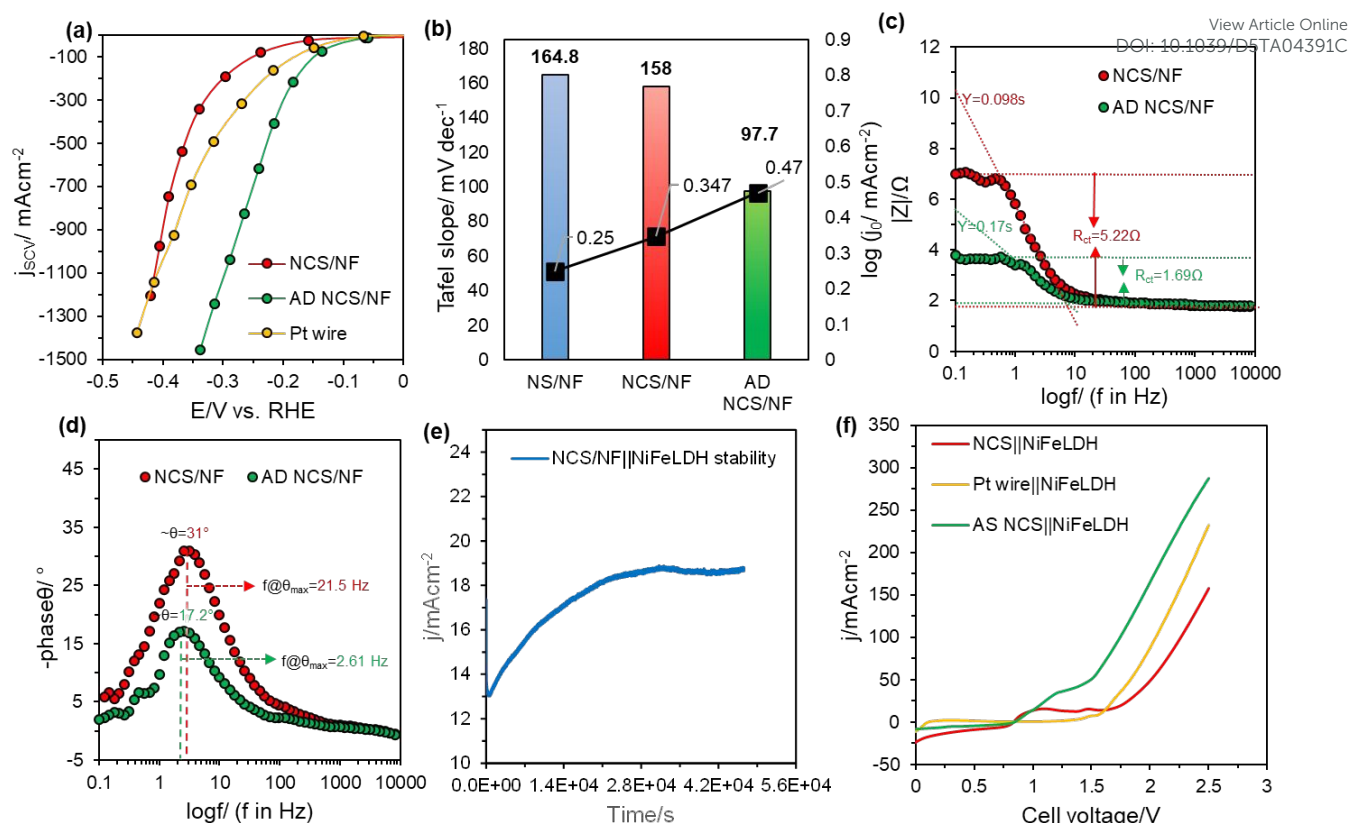 View Article Online
DOI: 10.1039/D5TA04391C
(a)
-100
-300
-500
-700
-900
-1100
-1300
-1500
-0.5
-0.4
-0.3
-0.2
-0.1
0
jSCV/ mAcm-2
E/V vs. RHE
NCS/NF
AD NCS/NF
Pt wire
(b)
180
160
140
120
100
80
60
40
20
0
Tafel slope/ mV dec-1
164.8
158
97.7
0.25
0.347
0.47
NS/NF
NCS/NF
AD
NCS/NF
0.9
0.8
0.7
0.6
0.5
0.4
0.3
0.2
0.1
0
log (j0/ mAcm-2)
(c)
12
10
8
6
4
2
0
|Z|/Ω
NCS/NF
AD NCS/NF
Y=0.098s
Y=0.17s
Rct=5.22Ω
Rct=1.69Ω
0.1
1
10
100
1000
10000
logf/ (f in Hz)
(d)
45
35
25
15
5
-5
-phaseθ/ °
NCS/NF
AD NCS/NF
~θ=31°
f@θmax=21.5 Hz
θ=17.2°
f@θmax=2.61 Hz
0.1
1
10
100
1000
10000
logf/ (f in Hz)
(e)
24
22
20
18
16
14
12
10
j/mAcm-2
NCS/NF||NiFeLDH stability
0.0E+00
1.4E+04
2.8E+04
4.2E+04
5.6E+04
Time/s
(f)
350
300
250
200
150
100
50
0
-50
j/mAcm-2
NCS||NiFeLDH
Pt wire||NiFeLDH
AS NCS||NiFeLDH
0
0.5
1
1.5
2
2.5
3
Cell voltage/V